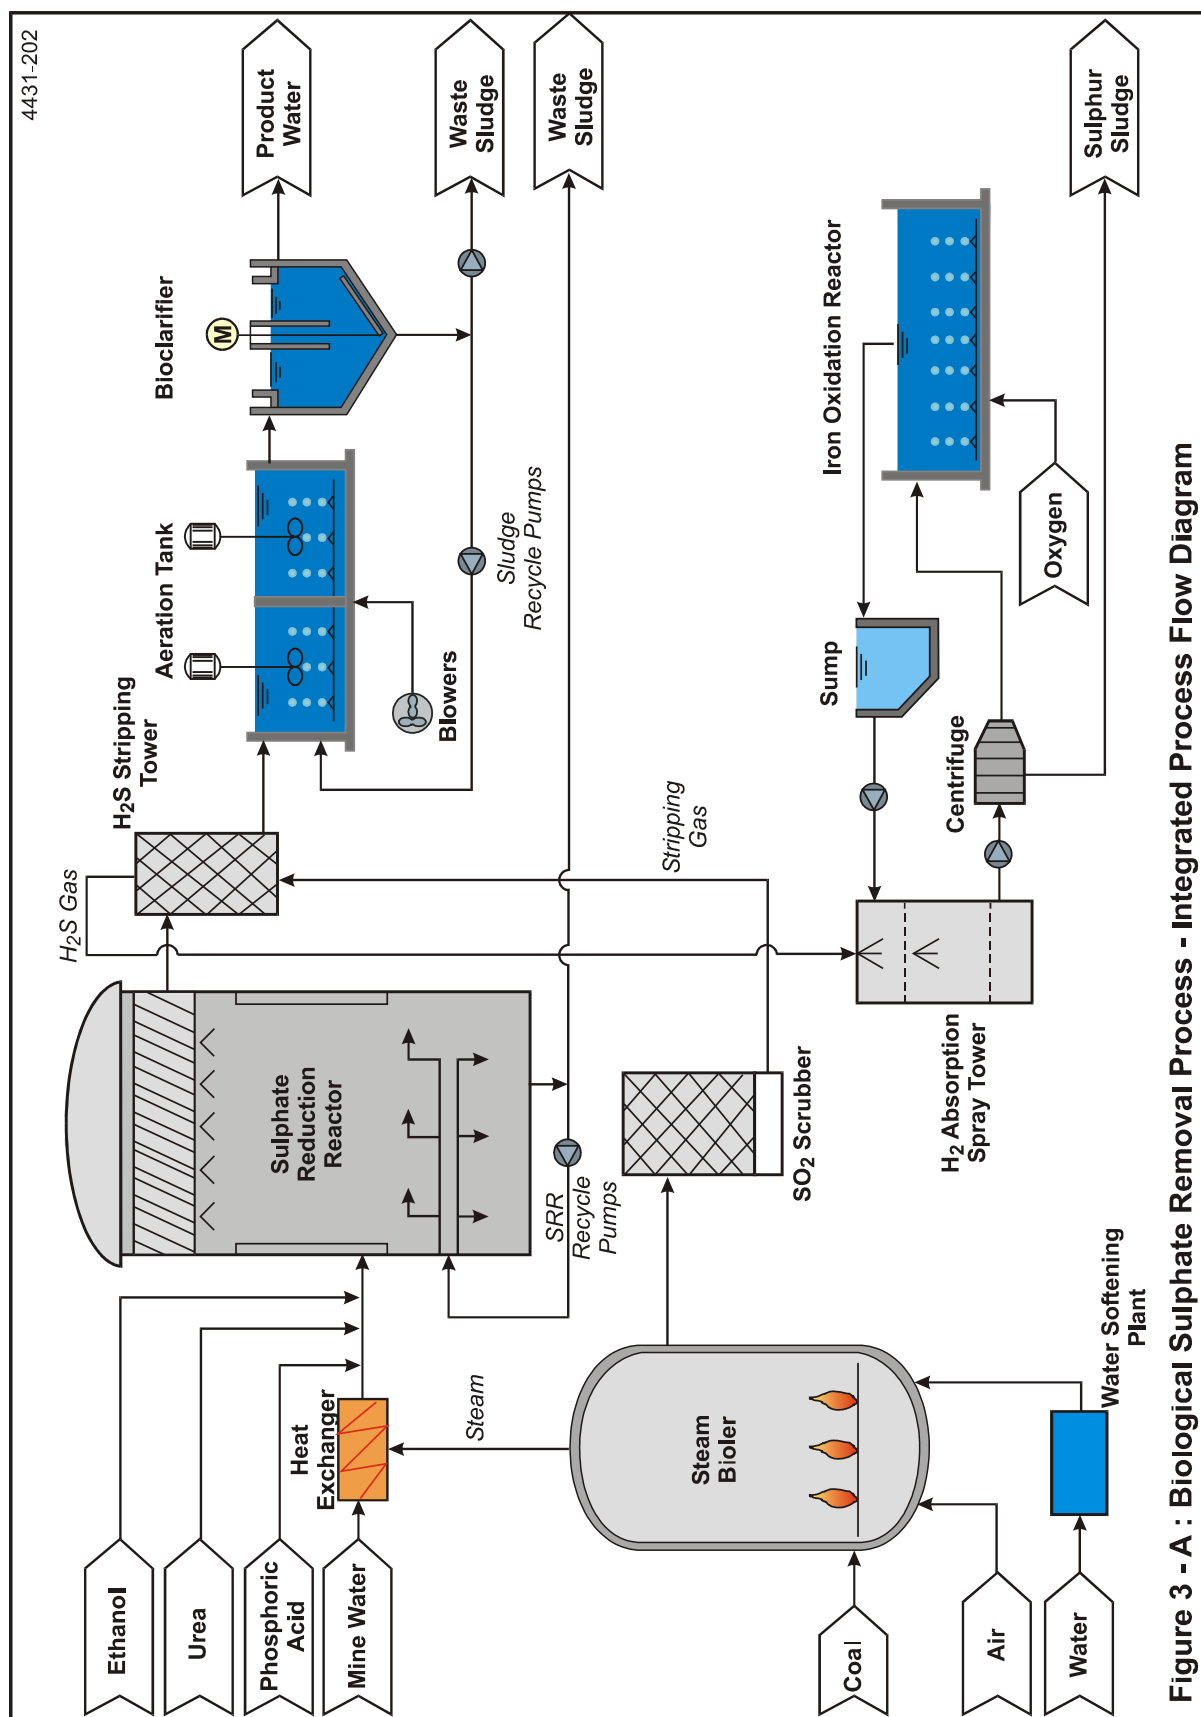 4431-202
Ethanol
Urea
Phosphoric
Acid
Mine Water
Heat
Exchanger
Steam
Sulphate
Reduction
Reactor
SRR
Recycle
Pumps
H2S Gas
H2S Stripping
Tower
Aeration Tank
Blowers
Bioclarifier
M
Sludge
Recycle Pumps
Product
Water
Waste
Sludge
Waste
Sludge
Coal
Air
Water
Steam
Bioler
Water Softening
Plant
SO2 Scrubber
Stripping
Gas
H2 Absorption
Spray Tower
Centrifuge
Sump
Iron Oxidation Reactor
Oxygen
Sulphur
Sludge
Figure 3 - A : Biological Sulphate Removal Process - Integrated Process Flow Diagram